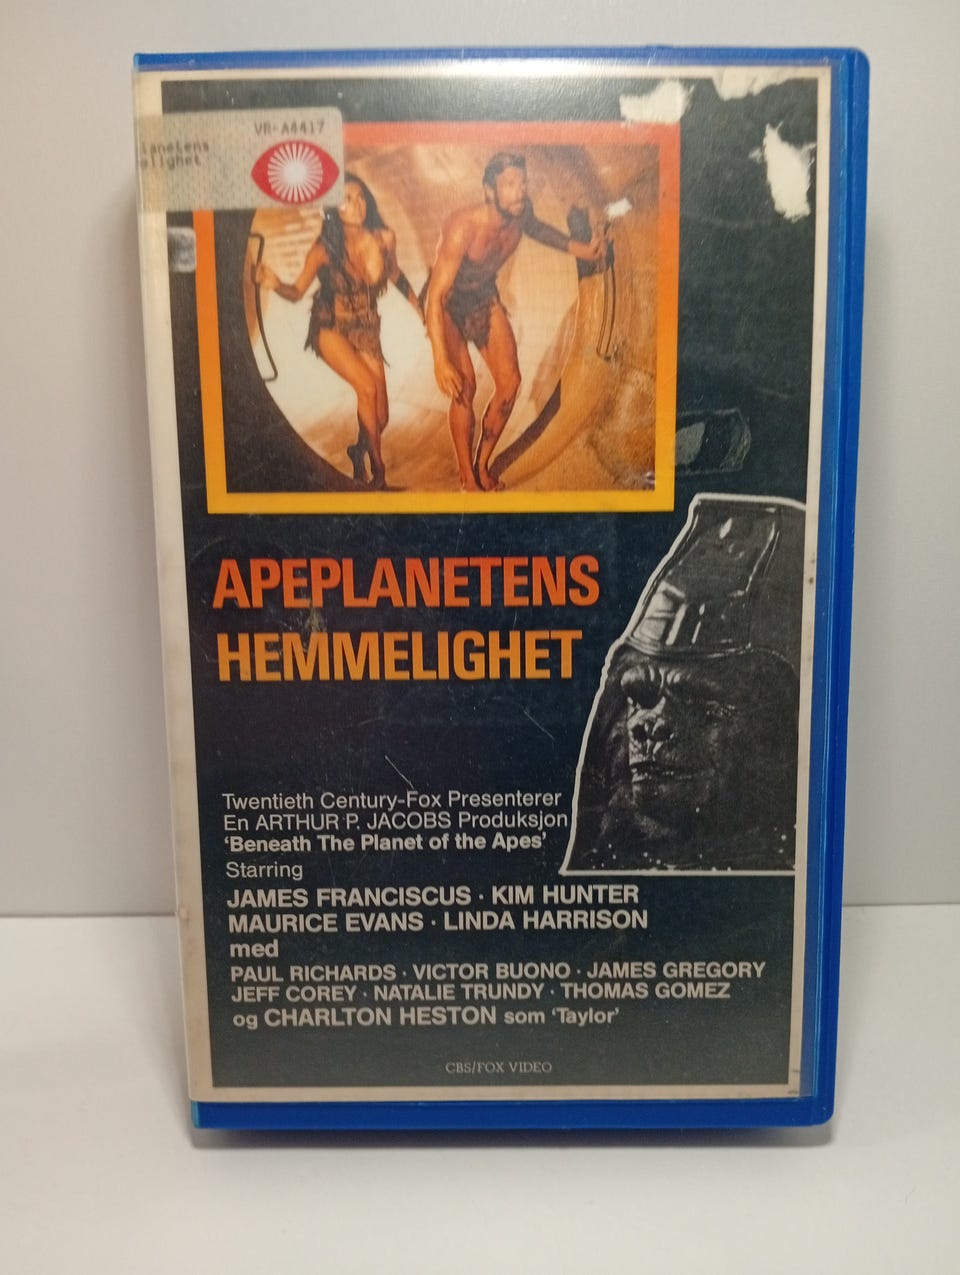 VR-A4417
lanetens
elighet
APEPLANETENS
HEMMELIGHET
Twentieth Century-Fox Presenterer
En ARTHUR P. JACOBS Produksjon
‘Beneath The Planet of the Apes’
Starring
JAMES FRANCISCUS · KIM HUNTER
MAURICE EVANS · LINDA HARRISON
med
PAUL RICHARDS · VICTOR BUONO · JAMES GREGORY
JEFF COREY · NATALIE TRUNDY · THOMAS GOMEZ
og CHARLTON HESTON som ‘Taylor’
CBS/FOX VIDEO